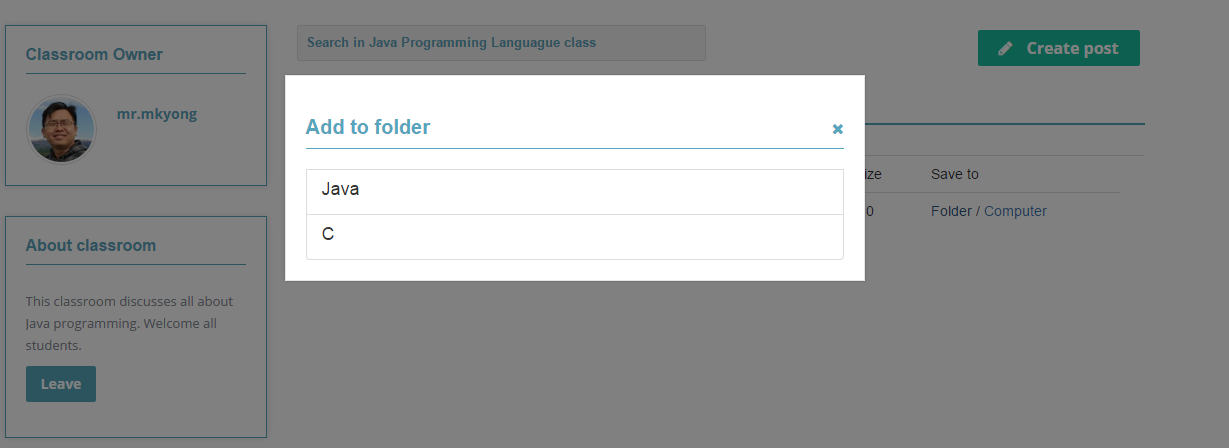 Classroom Owner
mr.mkyong
Search in Java Programming Languague class
Create post
Add to folder
Java
C
ize
Save to
0
Folder / Computer
About classroom
This classroom discusses all about
Java programming. Welcome all
students.
Leave